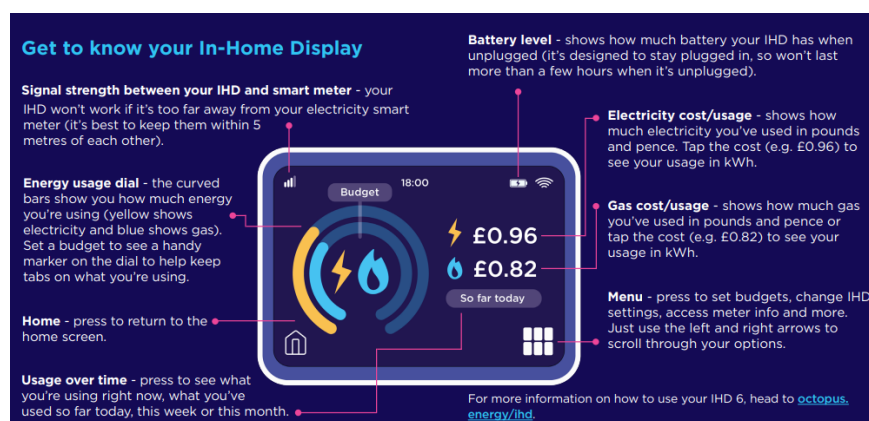 Get to know your In-Home Display
Signal strength between your IHD and smart meter - your
IHD won't work if it's too far away from your electricity smart
meter (it's best to keep them within 5
metres of each other).
Energy usage dial - the curved
bars show you how much energy
you're using (yellow shows
electricity and blue shows gas).
Set a budget to see a handy
marker on the dial to help keep
tabs on what you're using.
Home - press to return to the
home screen.
Usage over time - press to see what
you're using right now, what you've
used so far today, this week or this month.
Budget
18:00
£0.96
£0.82
So far today
Battery level - shows how much battery your IHD has when
unplugged (it's designed to stay plugged in, so won't last
more than a few hours when it's unplugged).
Electricity cost/usage - shows how
much electricity you've used in pounds
and pence. Tap the cost (e.g. £0.96) to
see your usage in kWh.
Gas cost/usage - shows how much gas
you've used in pounds and pence or
tap the cost (e.g. £0.82) to see your
usage in kWh.
Menu - press to set budgets, change IHD
settings, access meter info and more.
Just use the left and right arrows to
scroll through your options.
For more information on how to use your IHD 6, head to octopus.
energy/ihd.